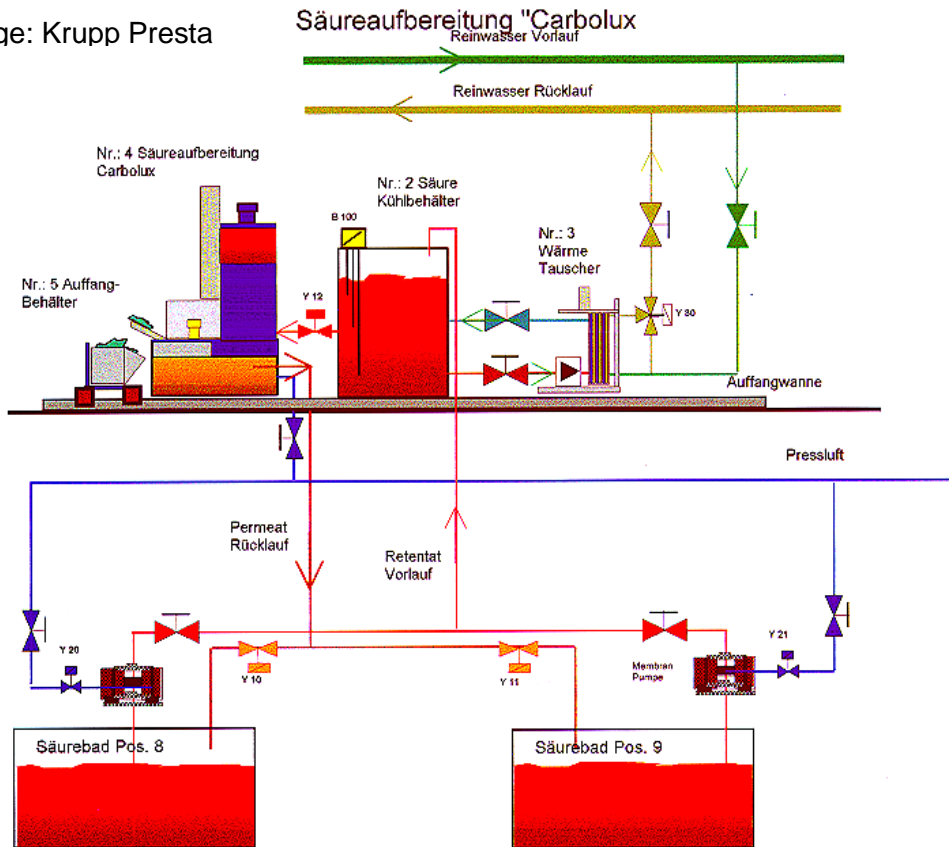 Säureaufbereitung "Carbolux
ge: Krupp Presta
Reinwasser Vorlauf
Reinwasser Rücklauf
Nr.: 4 Säureaufbereitung
Carbolux
Nr.: 2 Säure
Kühlbehälter
B 100
Nr.: 3
Wärme
Tauscher
Nr.: 5 Auffang-
Behälter
Y 12
Y 80
Auffangwanne
Pressluft
Permeat
Rücklauf
Retentat
Vorlauf
Y 20
Y 10
Y 11
Membran
Pumpe
Y 21
Säurebad Pos. 8
Säurebad Pos. 9